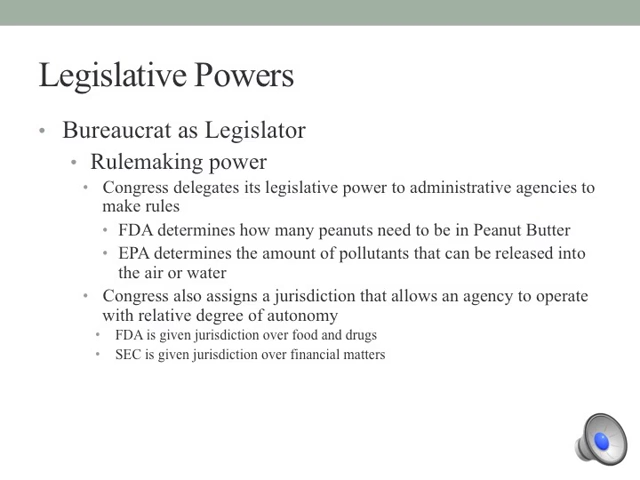 Legislative Powers
• Bureaucrat as Legislator
• Rulemaking power
• Congress delegates its legislative power to administrative agencies to
make rules
• FDA determines how many peanuts need to be in Peanut Butter
• EPA determines the amount of pollutants that can be released into
the air or water
• Congress also assigns a jurisdiction that allows an agency to operate
with relative degree of autonomy
• FDA is given jurisdiction over food and drugs
• SEC is given jurisdiction over financial matters